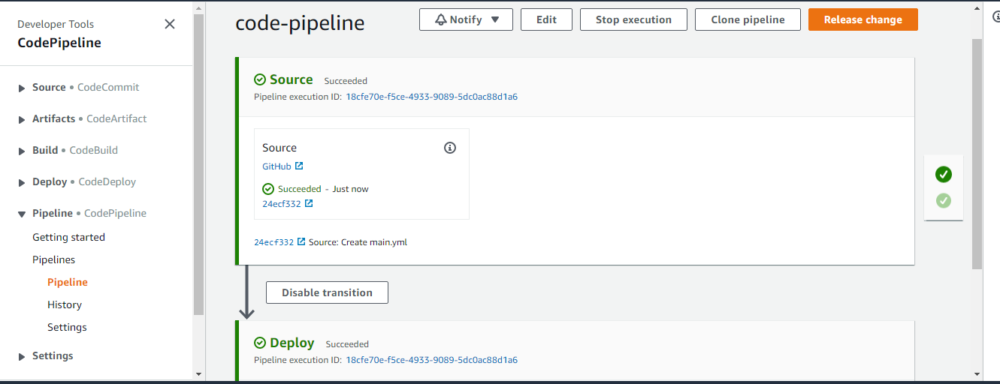 Developer Tools
CodePipeline
Source • CodeCommit
Artifacts • CodeArtifact
Build • CodeBuild
Deploy • CodeDeploy
Pipeline • CodePipeline
Getting started
Pipelines
Pipeline
History
Settings
Settings
code-pipeline
Notify
Edit
Stop execution
Clone pipeline
Release change
Source Succeeded
Pipeline execution ID: 18cfe70e-f5ce-4933-9089-5dc0ac88d1a6
Source
GitHub
Succeeded - Just now
24ecf332
24ecf332 Source: Create main.yml
Disable transition
Deploy Succeeded
Pipeline execution ID: 18cfe70e-f5ce-4933-9089-5dc0ac88d1a6